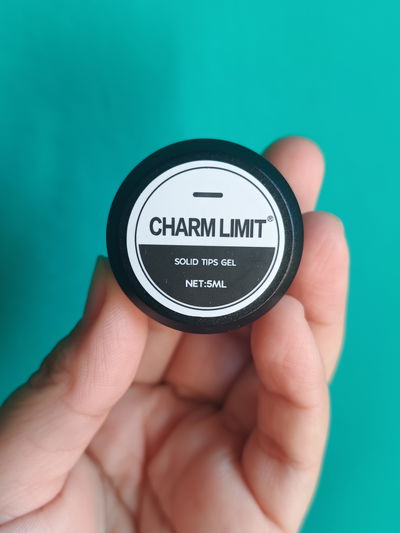 CHARM LIMIT®
SOLID TIPS GEL
NET:5ML